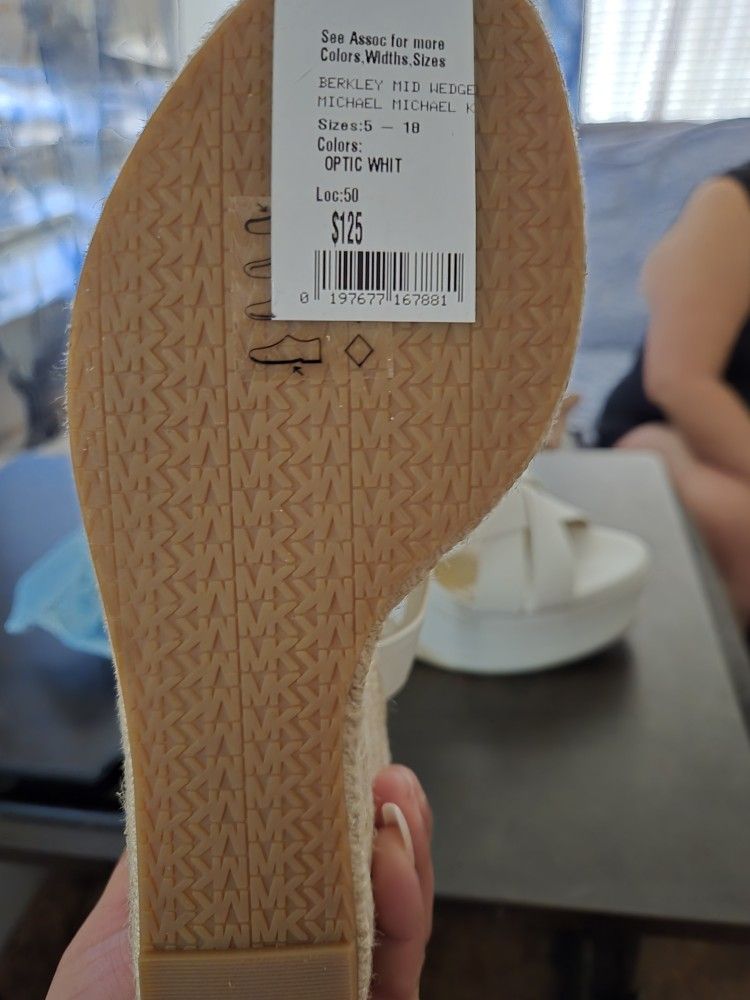 See Assoc for more
Colors,Widths,Sizes
BERKLEY MID WEDGE
MICHAEL MICHAEL K
Sizes:5 - 10
Colors:
OPTIC WHIT
Loc:50
$125
0 197677 167881
MK